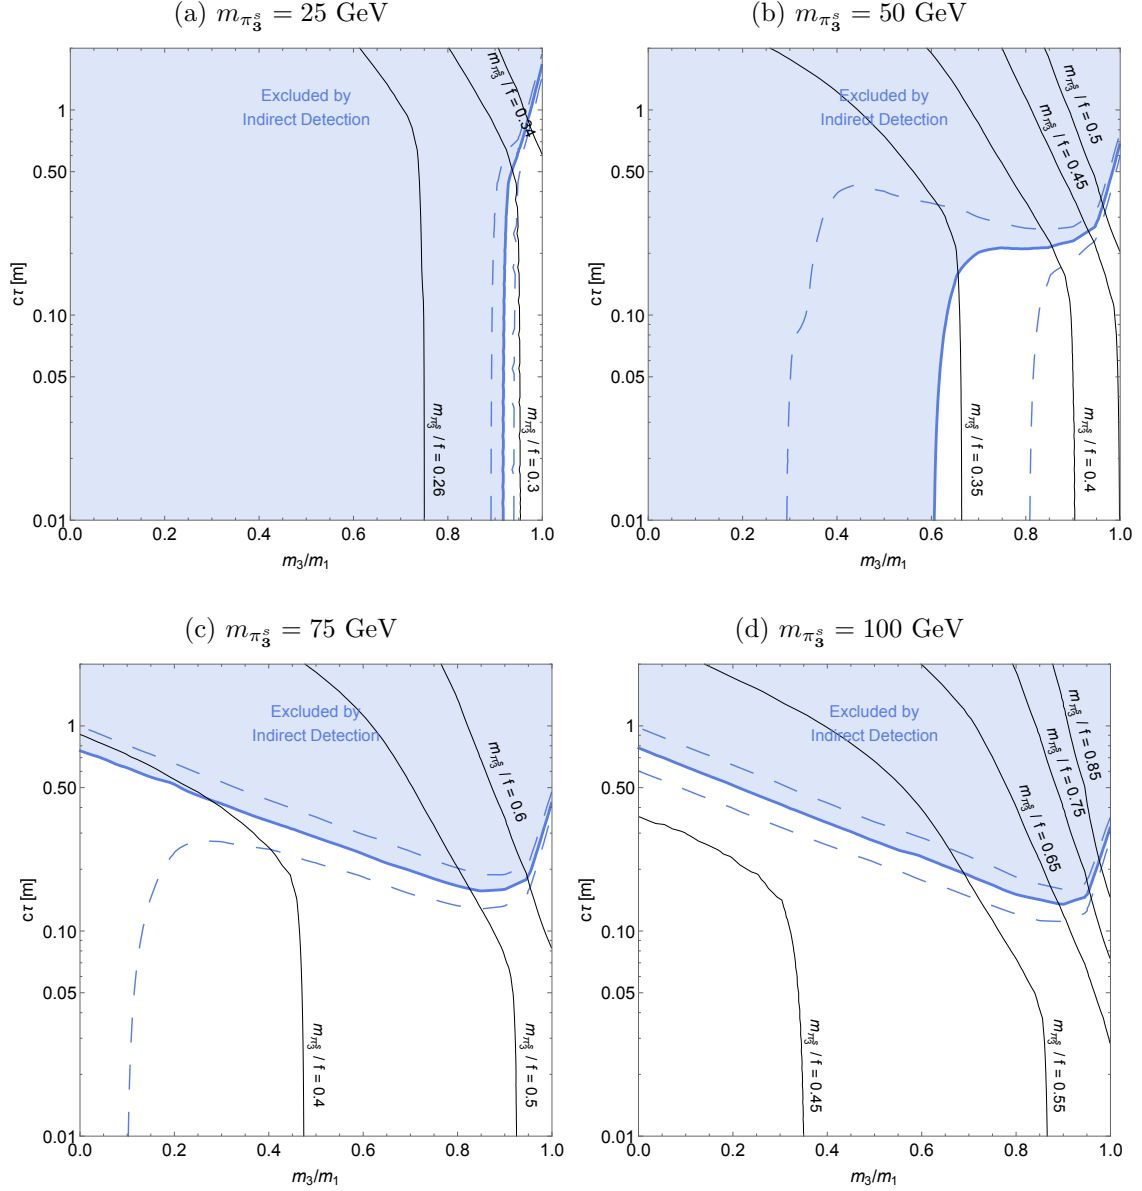 (a) m_{π_3^s} = 25 GeV
Excluded by
Indirect Detection
m_{π_3^s} / f = 0.34
m_{π_3^s} / f = 0.26
m_{π_3^s} / f = 0.3
1
0.50
0.10
0.05
0.01
cτ [m]
0.0 0.2 0.4 0.6 0.8 1.0
m_3/m_1
(b) m_{π_3^s} = 50 GeV
Excluded by
Indirect Detection
m_{π_3^s} / f = 0.5
m_{π_3^s} / f = 0.45
m_{π_3^s} / f = 0.35
m_{π_3^s} / f = 0.4
1
0.50
0.10
0.05
0.01
cτ [m]
0.0 0.2 0.4 0.6 0.8 1.0
m_3/m_1
(c) m_{π_3^s} = 75 GeV
Excluded by
Indirect Detection
m_{π_3^s} / f = 0.6
m_{π_3^s} / f = 0.4
m_{π_3^s} / f = 0.5
1
0.50
0.10
0.05
0.01
cτ [m]
0.0 0.2 0.4 0.6 0.8 1.0
m_3/m_1
(d) m_{π_3^s} = 100 GeV
Excluded by
Indirect Detection
m_{π_3^s} / f = 0.85
m_{π_3^s} / f = 0.75
m_{π_3^s} / f = 0.65
m_{π_3^s} / f = 0.45
m_{π_3^s} / f = 0.55
1
0.50
0.10
0.05
0.01
cτ [m]
0.0 0.2 0.4 0.6 0.8 1.0
m_3/m_1